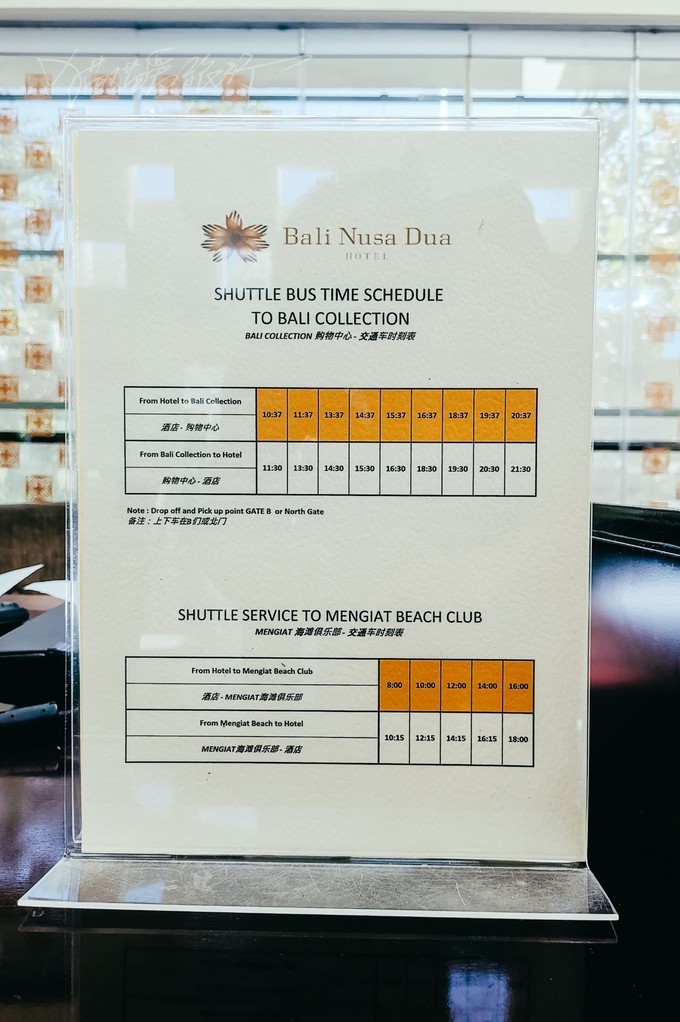 Bali Nusa Dua
HOTEL
SHUTTLE BUS TIME SCHEDULE
TO BALI COLLECTION
BALI COLLECTION 购物中心 - 交通车时刻表
From Hotel to Bali Collection
酒店 - 购物中心
10:37 11:37 13:37 14:37 15:37 16:37 18:37 19:37 20:37
From Bali Collection to Hotel
购物中心 - 酒店
11:30 13:30 14:30 15:30 16:30 18:30 19:30 20:30 21:30
Note : Drop off and Pick up point GATE B or North Gate
备注：上下车在B们或北门
SHUTTLE SERVICE TO MENGIAT BEACH CLUB
MENGIAT 海滩俱乐部 - 交通车时刻表
From Hotel to Mengiat Beach Club
酒店 - MENGIAT海滩俱乐部
8:00 10:00 12:00 14:00 16:00
From Mengiat Beach to Hotel
MENGIAT海滩俱乐部 - 酒店
10:15 12:15 14:15 16:15 18:00